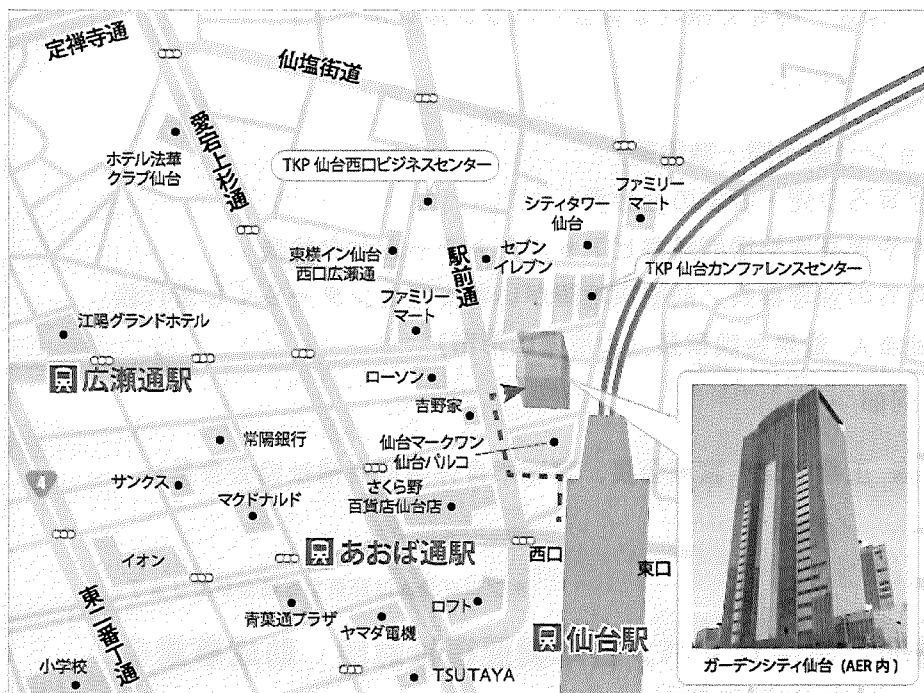 定禅寺通
仙塩街道
愛宕上杉通
ホテル法華
クラブ仙台
TKP 仙台西口ビジネスセンター
ファミリー
マート
シティタワー
仙台
東横イン仙台
西口広瀬通
駅前通
セブン
イレブン
TKP 仙台カンファレンスセンター
ファミリー
マート
江陽グランドホテル
広瀬通駅
ローソン
吉野家
常陽銀行
仙台マークワン
仙台パルコ
4
サンクス
マクドナルド
さくら野
百貨店仙台店
イオン
あおば通駅
西口
東口
東二番丁通
青葉通プラザ
ヤマダ電機
ロフト
仙台駅
小学校
TSUTAYA
ガーデンシティ仙台 (AER 内)